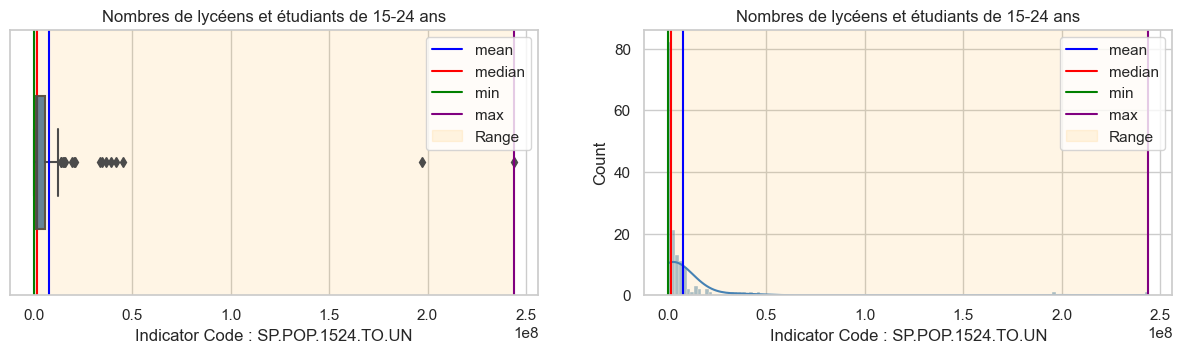 Nombres de lycéens et étudiants de 15-24 ans
mean
median
min
max
Range
0.0 0.5 1.0 1.5 2.0 2.5
1e8
Indicator Code : SP.POP.1524.TO.UN
Nombres de lycéens et étudiants de 15-24 ans
80
60
40
20
0
Count
mean
median
min
max
Range
0.0 0.5 1.0 1.5 2.0 2.5
1e8
Indicator Code : SP.POP.1524.TO.UN